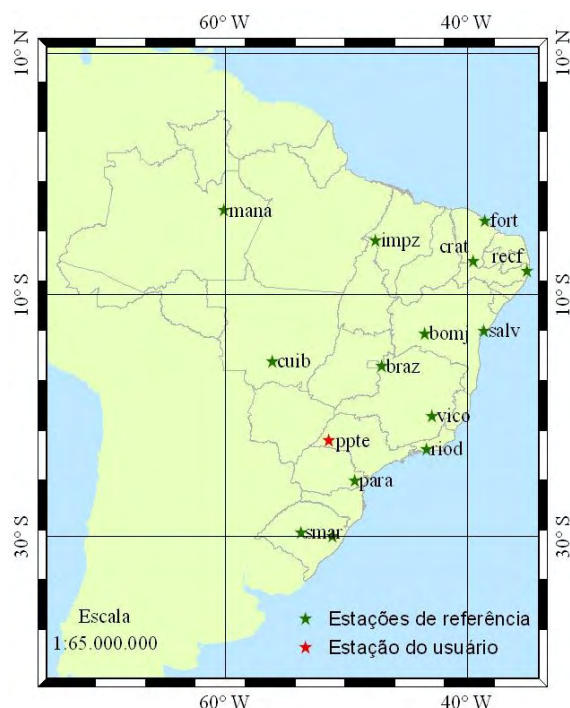 60° W 40° W
10° N 10° N
mana
fort
impz
crat recf
10° S 10° S
bomj salv
cuib
braz
vico
ppte
riod
para
smar
30° S 30° S
Escala
1:65.000.000
Estações de referência
Estação do usuário
60° W 40° W